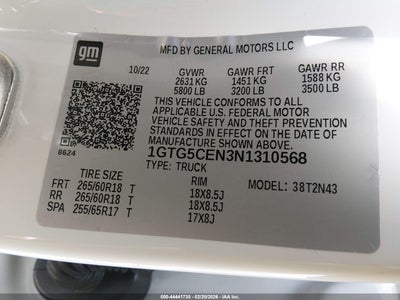 gm
MFD BY GENERAL MOTORS LLC
10/22 GVWR GAWR FRT GAWR RR
2631 KG 1451 KG 1588 KG
5800 LB 3200 LB 3500 LB
THIS VEHICLE CONFORMS TO ALL
APPLICABLE U.S. FEDERAL MOTOR
VEHICLE SAFETY AND THEFT PREVENTION
STANDARDS IN EFFECT ON THE DATE OF
MANUFACTURE SHOWN ABOVE.
8624
1GTG5CEN3N1310568
TYPE: TRUCK
TIRE SIZE RIM MODEL: 38T2N43
FRT 265/60R18 T 18X8.5J
RR 265/60R18 T 18X8.5J
SPA 255/65R17 T 17X8J
800-44441735 - 02/20/2026 - IAA, Inc.